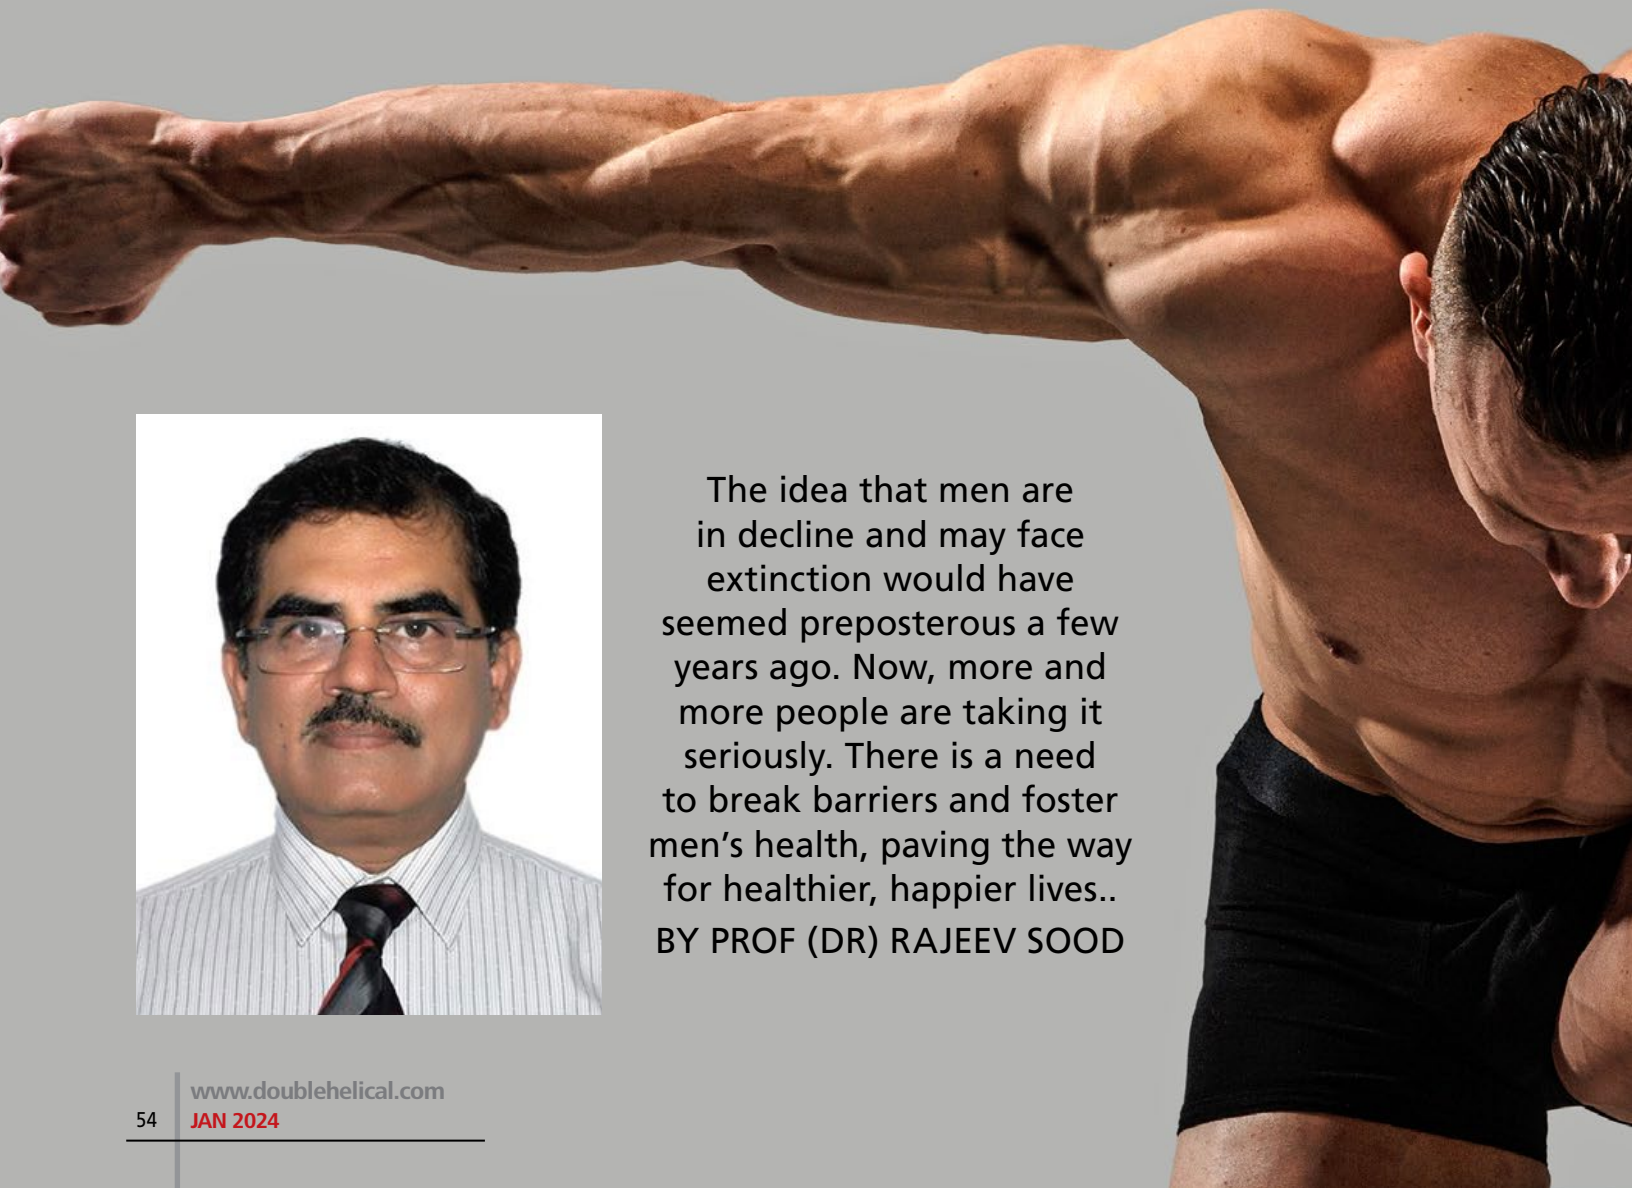 The idea that men are
in decline and may face
extinction would have
seemed preposterous a few
years ago. Now, more and
more people are taking it
seriously. There is a need
to break barriers and foster
men’s health, paving the way
for healthier, happier lives..
BY PROF (DR) RAJEEV SOOD
www.doublehelical.com
54 JAN 2024